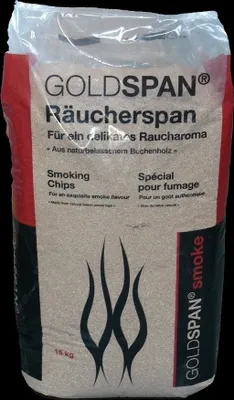 GOLDSPAN®
Räucherspan
Für ein delikates Raucharoma
« Aus naturbelassenem Buchenholz »
Smoking
Chips
For an exquisite smoke flavour
Spécial
pour fumage
Pour un goût authentique
GOLDSPAN® smoke
15 kg